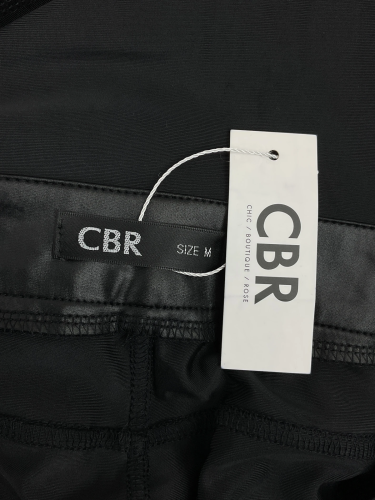 CBR
SIZE M
CBR
CHIC / BOUTIQUE / ROSE